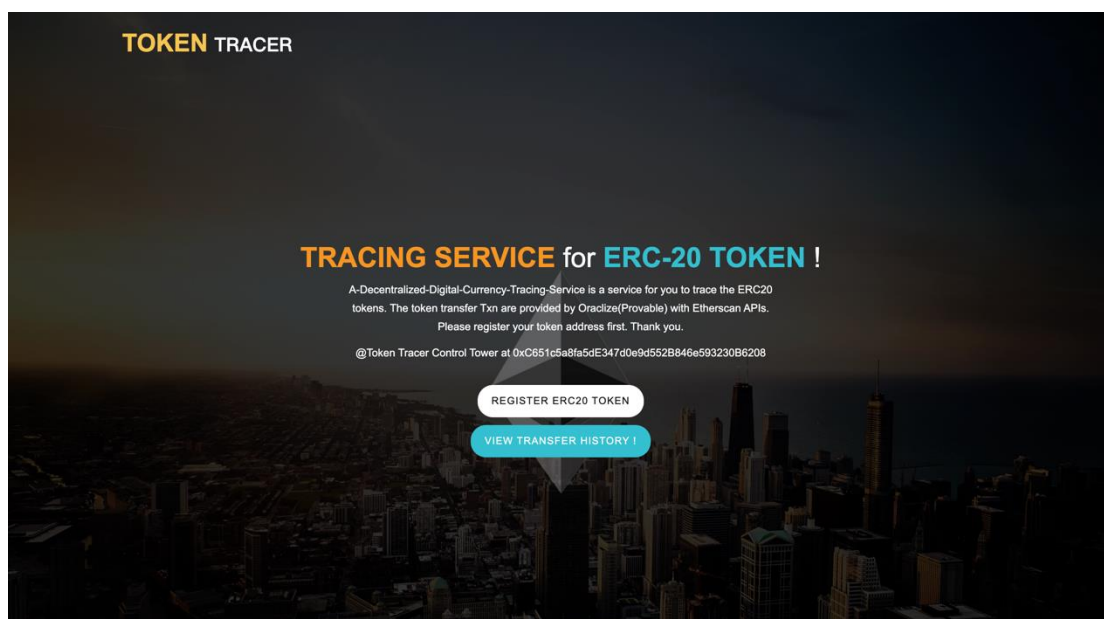 TOKEN TRACER
TRACING SERVICE for ERC-20 TOKEN !
A-Decentralized-Digital-Currency-Tracing-Service is a service for you to trace the ERC20
tokens. The token transfer Txn are provided by Oraclize(Provable) with Etherscan APIs.
Please register your token address first. Thank you.
@Token Tracer Control Tower at 0xC651c5a8fa5dE347d0e9d552B846e593230B6208
REGISTER ERC20 TOKEN
VIEW TRANSFER HISTORY !